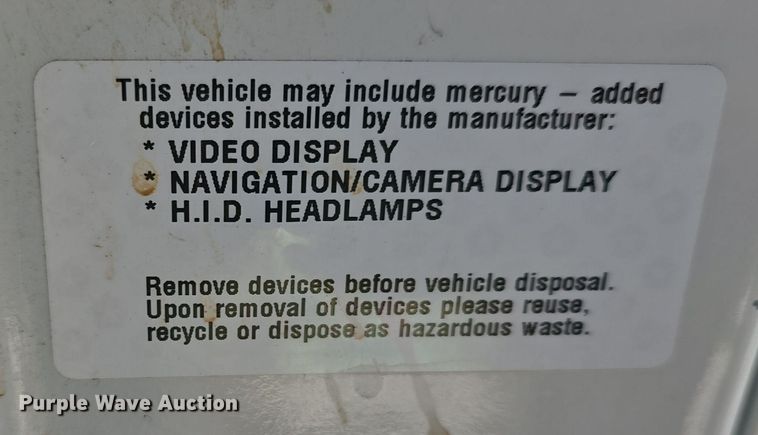 This vehicle may include mercury – added
devices installed by the manufacturer:
* VIDEO DISPLAY
* NAVIGATION/CAMERA DISPLAY
* H.I.D. HEADLAMPS
Remove devices before vehicle disposal.
Upon removal of devices please reuse,
recycle or dispose as hazardous waste.
Purple Wave Auction